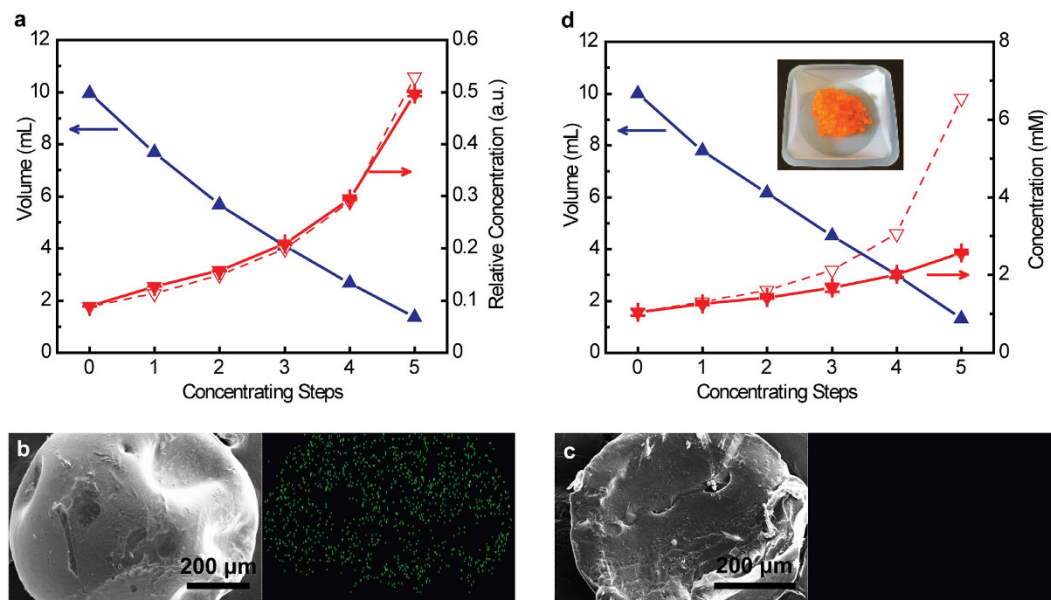 a
12
10
8
6
4
2
0
Volume (mL)
0.6
0.5
0.4
0.3
0.2
0.1
0
Relative Concentration (a.u.)
0 1 2 3 4 5
Concentrating Steps
d
12
10
8
6
4
2
0
Volume (mL)
8
6
4
2
0
Concentration (mM)
0 1 2 3 4 5
Concentrating Steps
b
200 µm
c
200 µm